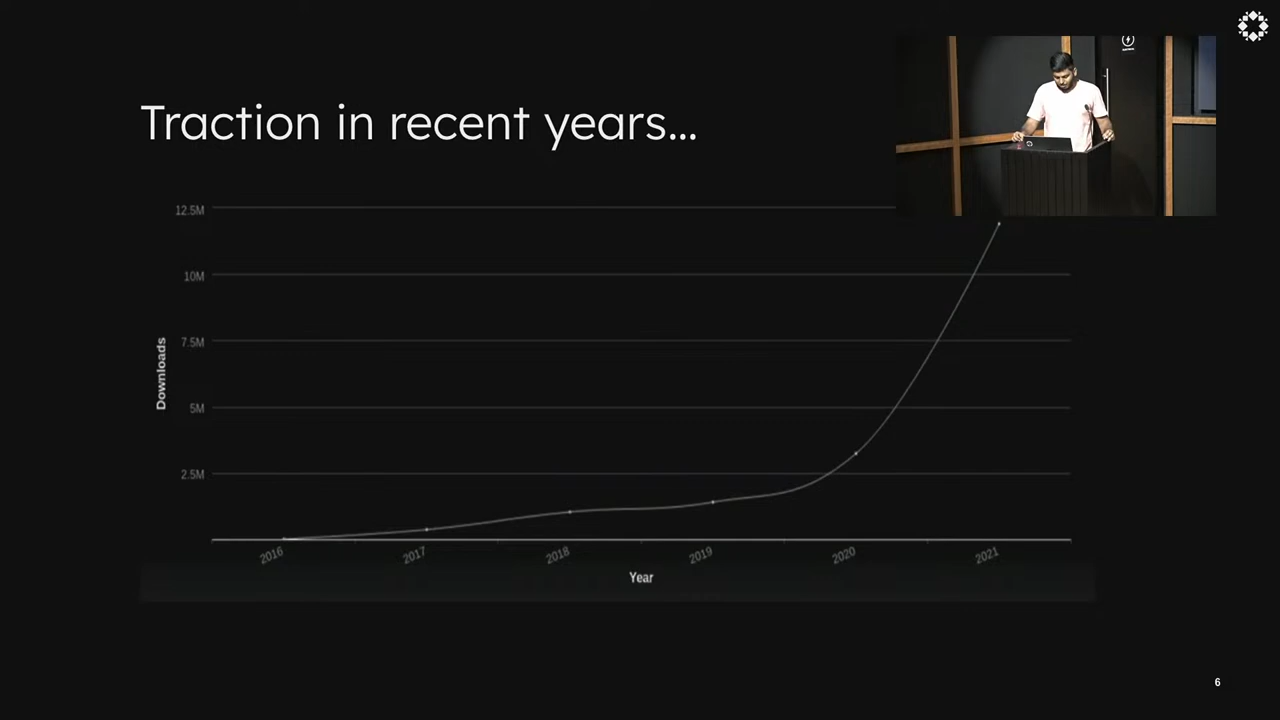 Traction in recent years...
12.5M
10M
7.5M
5M
2.5M
Downloads
2016
2017
2018
2019
2020
2021
Year
6